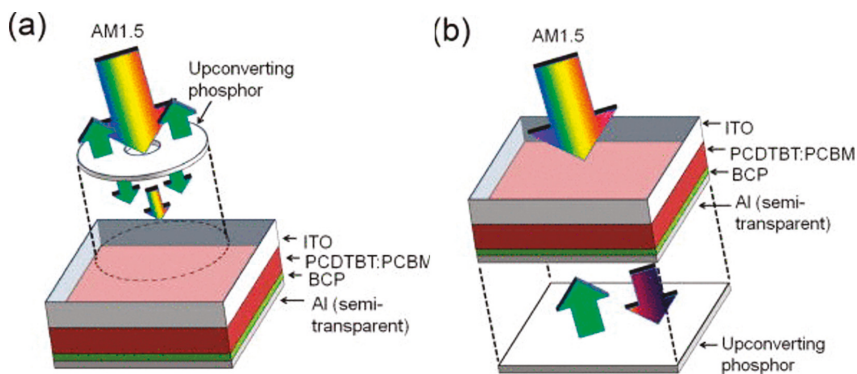 (a)
AM1.5
Upconverting
phosphor
ITO
PCDTBT:PCBM
BCP
Al (semi-
transparent)
(b)
AM1.5
ITO
PCDTBT:PCBM
BCP
Al (semi-
transparent)
Upconverting
phosphor